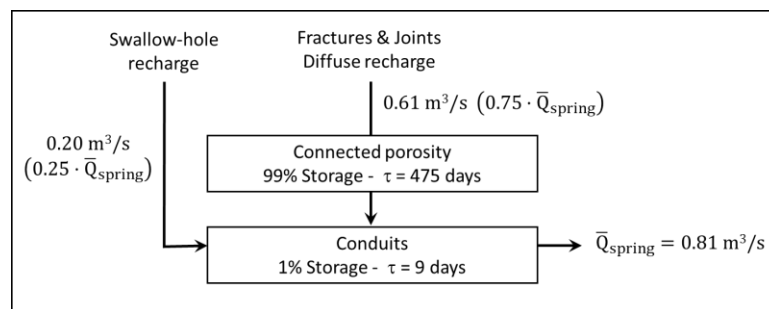 Swallow-hole
recharge
Fractures & Joints
Diffuse recharge
0.61 m³/s (0.75 · Q̅spring)
0.20 m³/s
(0.25 · Q̅spring)
Connected porosity
99% Storage - τ = 475 days
Conduits
1% Storage - τ = 9 days
Q̅spring = 0.81 m³/s